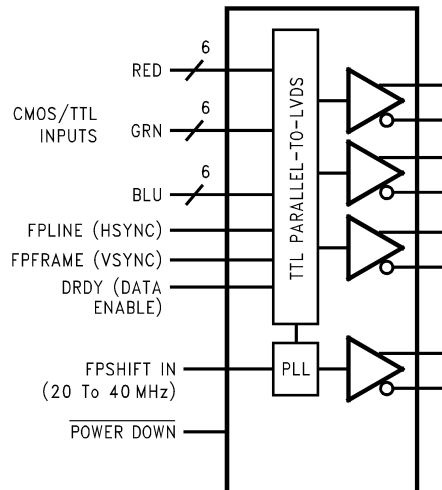 6
RED
CMOS/TTL
INPUTS
6
GRN
6
BLU
FPLINE (HSYNC)
FPFRAME (VSYNC)
DRDY (DATA
ENABLE)
TTL PARALLEL-TO-LVDS
FPSHIFT IN
(20 To 40 MHz)
PLL
POWER DOWN